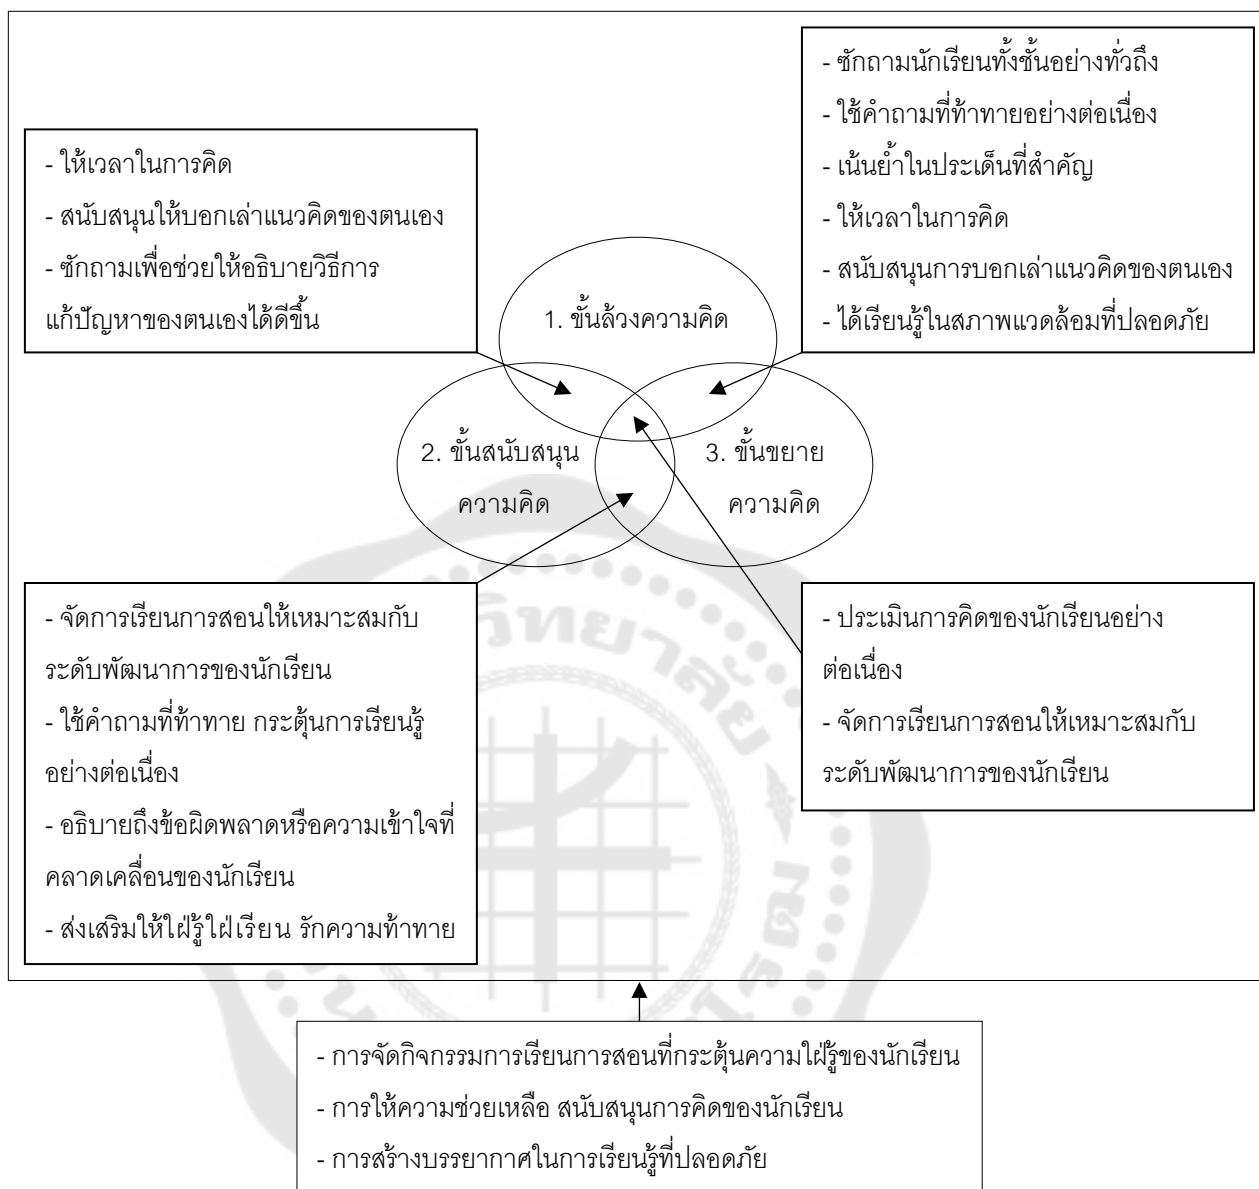 - ให้เวลาในการคิด
- สนับสนุนให้บอกเล่าแนวคิดของตนเอง
- ซักถามเพื่อช่วยให้อธิบายวิธีการ
แก้ปัญหาของตนเองได้ดีขึ้น
- ซักถามนักเรียนทั้งชั้นอย่างทั่วถึง
- ใช้คำถามที่ท้าทายอย่างต่อเนื่อง
- เน้นย้ำในประเด็นที่สำคัญ
- ให้เวลาในการคิด
- สนับสนุนการบอกเล่าแนวคิดของตนเอง
- ได้เรียนรู้ในสภาพแวดล้อมที่ปลอดภัย
1. ขั้นล้วงความคิด
2. ขั้นสนับสนุน
ความคิด
3. ขั้นขยาย
ความคิด
- จัดการเรียนการสอนให้เหมาะสมกับ
ระดับพัฒนาการของนักเรียน
- ใช้คำถามที่ท้าทาย กระตุ้นการเรียนรู้
อย่างต่อเนื่อง
- อธิบายถึงข้อผิดพลาดหรือความเข้าใจที่
คลาดเคลื่อนของนักเรียน
- ส่งเสริมให้ใฝ่รู้ใฝ่เรียน รักความท้าทาย
- ประเมินการคิดของนักเรียนอย่าง
ต่อเนื่อง
- จัดการเรียนการสอนให้เหมาะสมกับ
ระดับพัฒนาการของนักเรียน
- การจัดกิจกรรมการเรียนการสอนที่กระตุ้นความใฝ่รู้ของนักเรียน
- การให้ความช่วยเหลือ สนับสนุนการคิดของนักเรียน
- การสร้างบรรยากาศในการเรียนรู้ที่ปลอดภัย